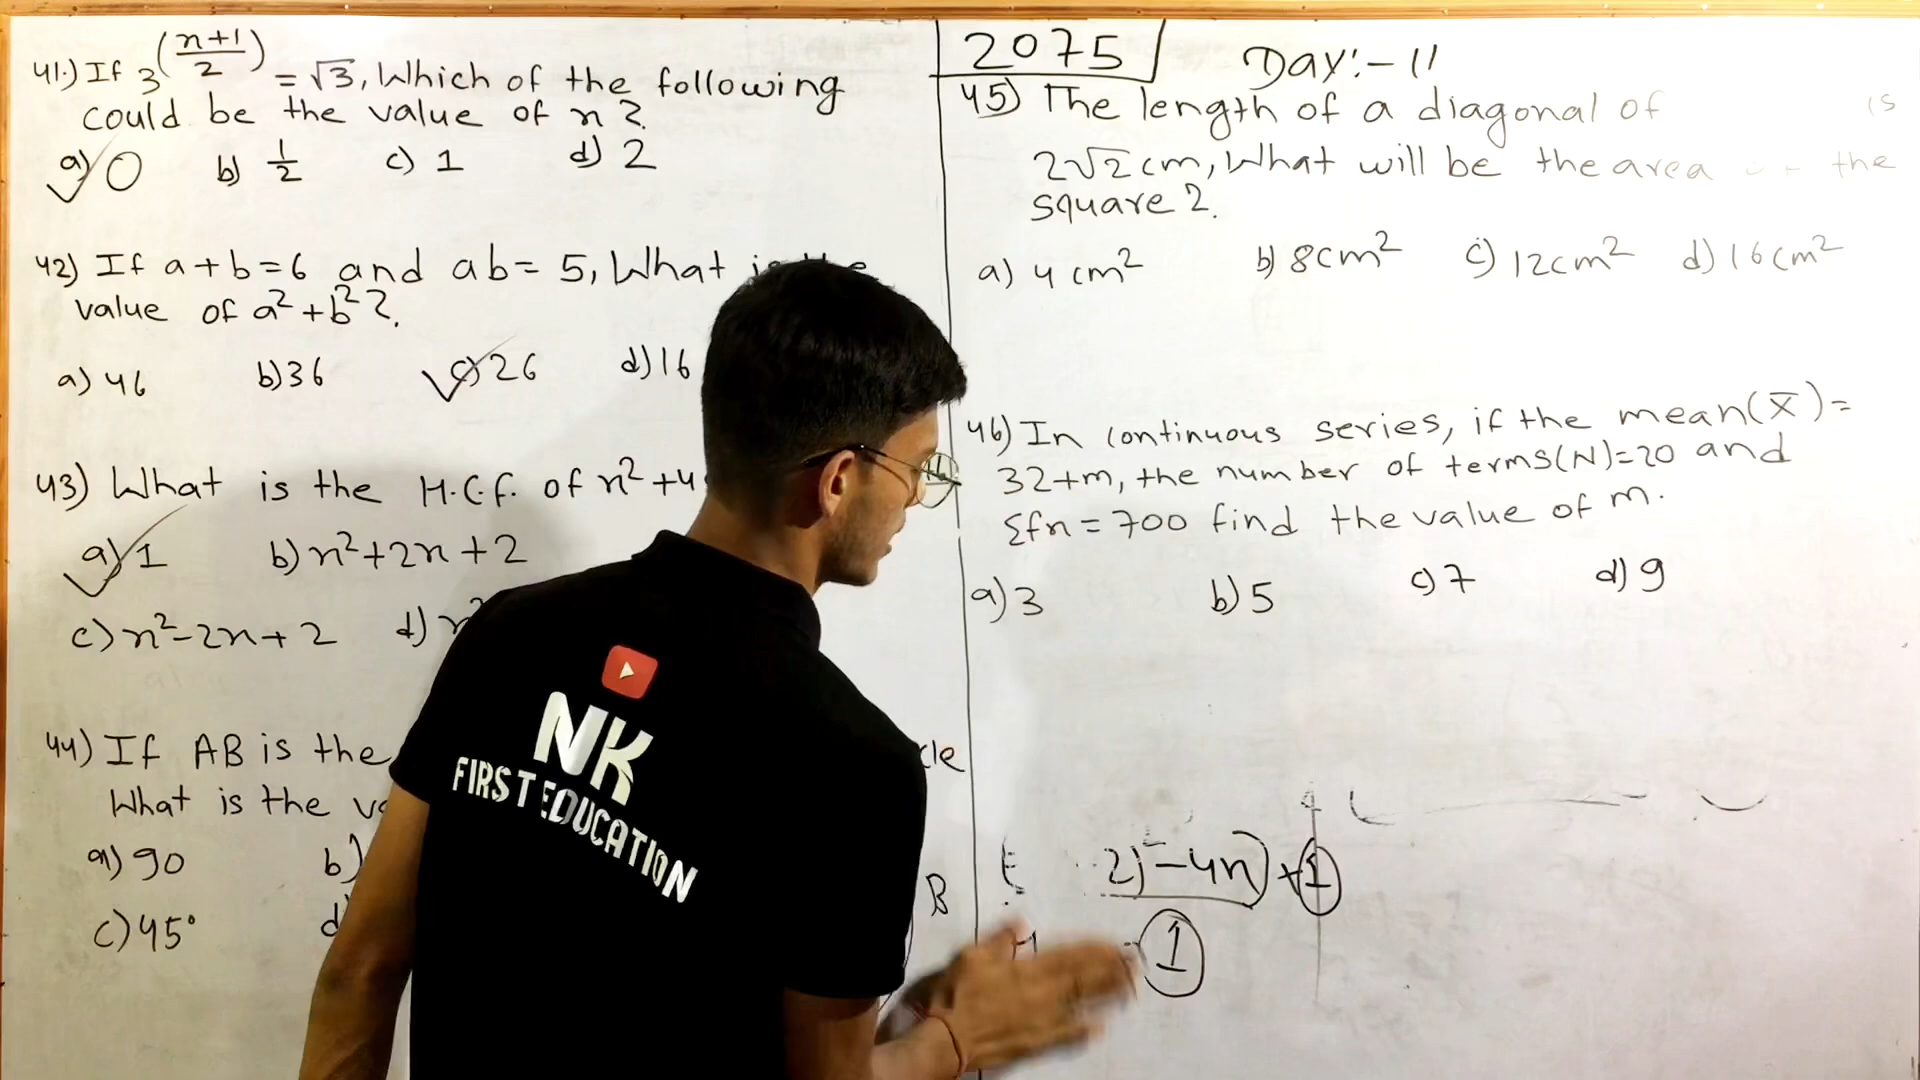 41.) If 3^((n+1)/2) = √3, Which of the following
could be the value of n ?
a) 0 b) 1/2 c) 1 d) 2
42) If a+b=6 and ab= 5, What is the
value of a²+b² ?
a) 46 b) 36 c) 26 d) 16
43) What is the H.C.F. of n²+4
a) 1 b) n²+2n+2
c) n²-2n+2 d)
44) If AB is the
What is the
a) 90 b)
c) 45° d
B
2075 Day:- 11
45) The length of a diagonal of is
2√2 cm, What will be the area the
square ?
a) 4 cm² b) 8cm² c) 12cm² d) 16cm²
46) In continuous series, if the mean(x̄)=
32+m, the number of terms(N)=20 and
Σfn = 700 find the value of m.
a) 3 b) 5 c) 7 d) 9
2)²-4n) +1
1
NK
FIRST EDUCATION